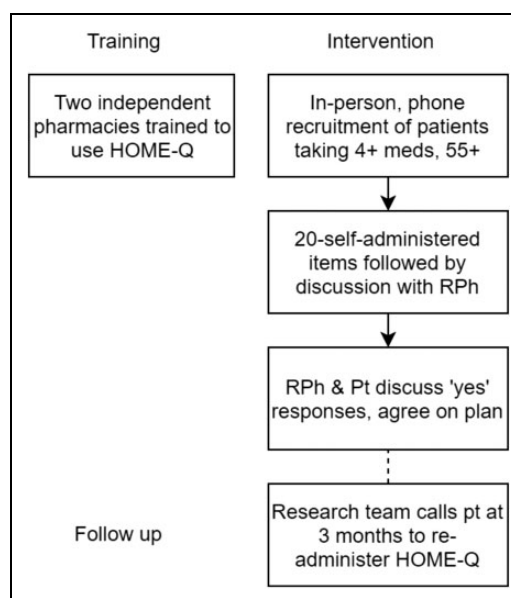 Training
Intervention
Two independent
pharmacies trained to
use HOME-Q
In-person, phone
recruitment of patients
taking 4+ meds, 55+
20-self-administered
items followed by
discussion with RPh
RPh & Pt discuss 'yes'
responses, agree on plan
Follow up
Research team calls pt at
3 months to re-
administer HOME-Q